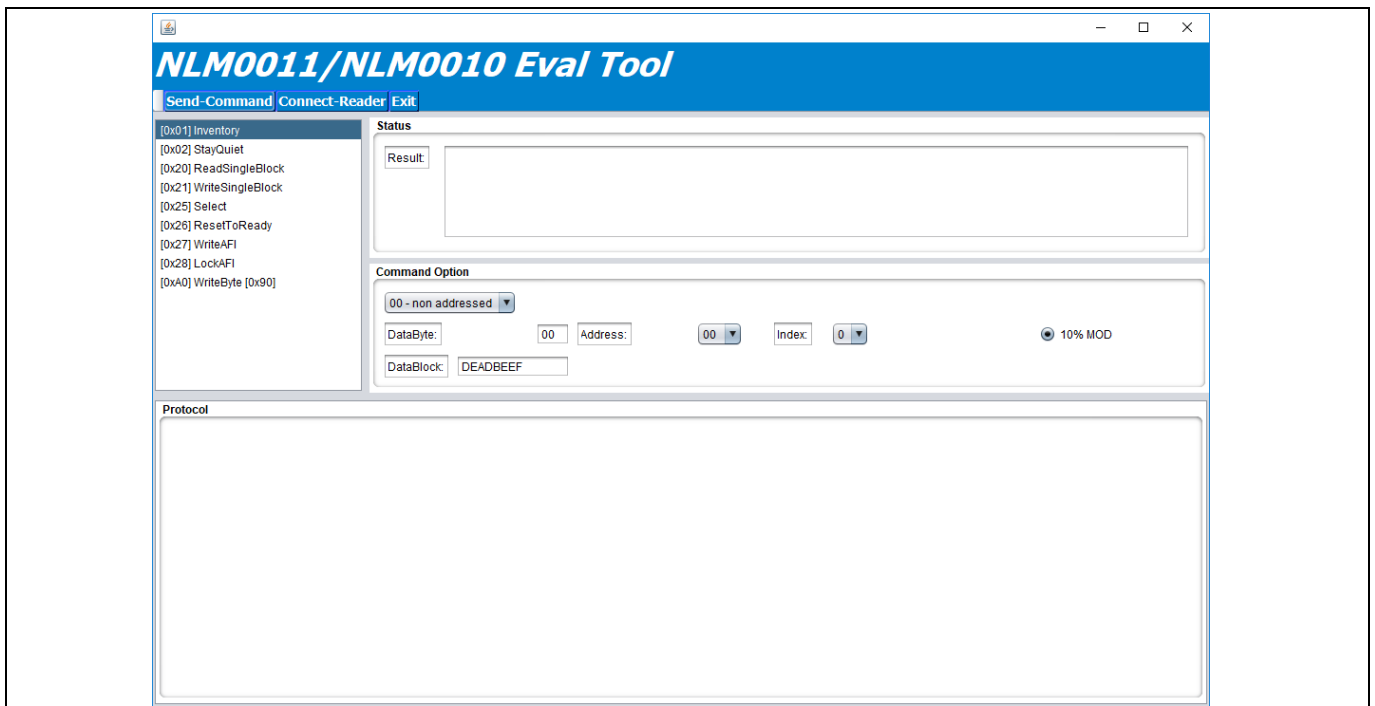 NLM0011/NLM0010 Eval Tool
Send-Command Connect-Reader Exit
[0x01] Inventory
[0x02] StayQuiet
[0x20] ReadSingleBlock
[0x21] WriteSingleBlock
[0x25] Select
[0x26] ResetToReady
[0x27] WriteAFI
[0x28] LockAFI
[0xA0] WriteByte [0x90]
Status
Result:
Command Option
00 - non addressed
DataByte: 00 Address: 00 Index: 0 10% MOD
DataBlock: DEADBEEF
Protocol